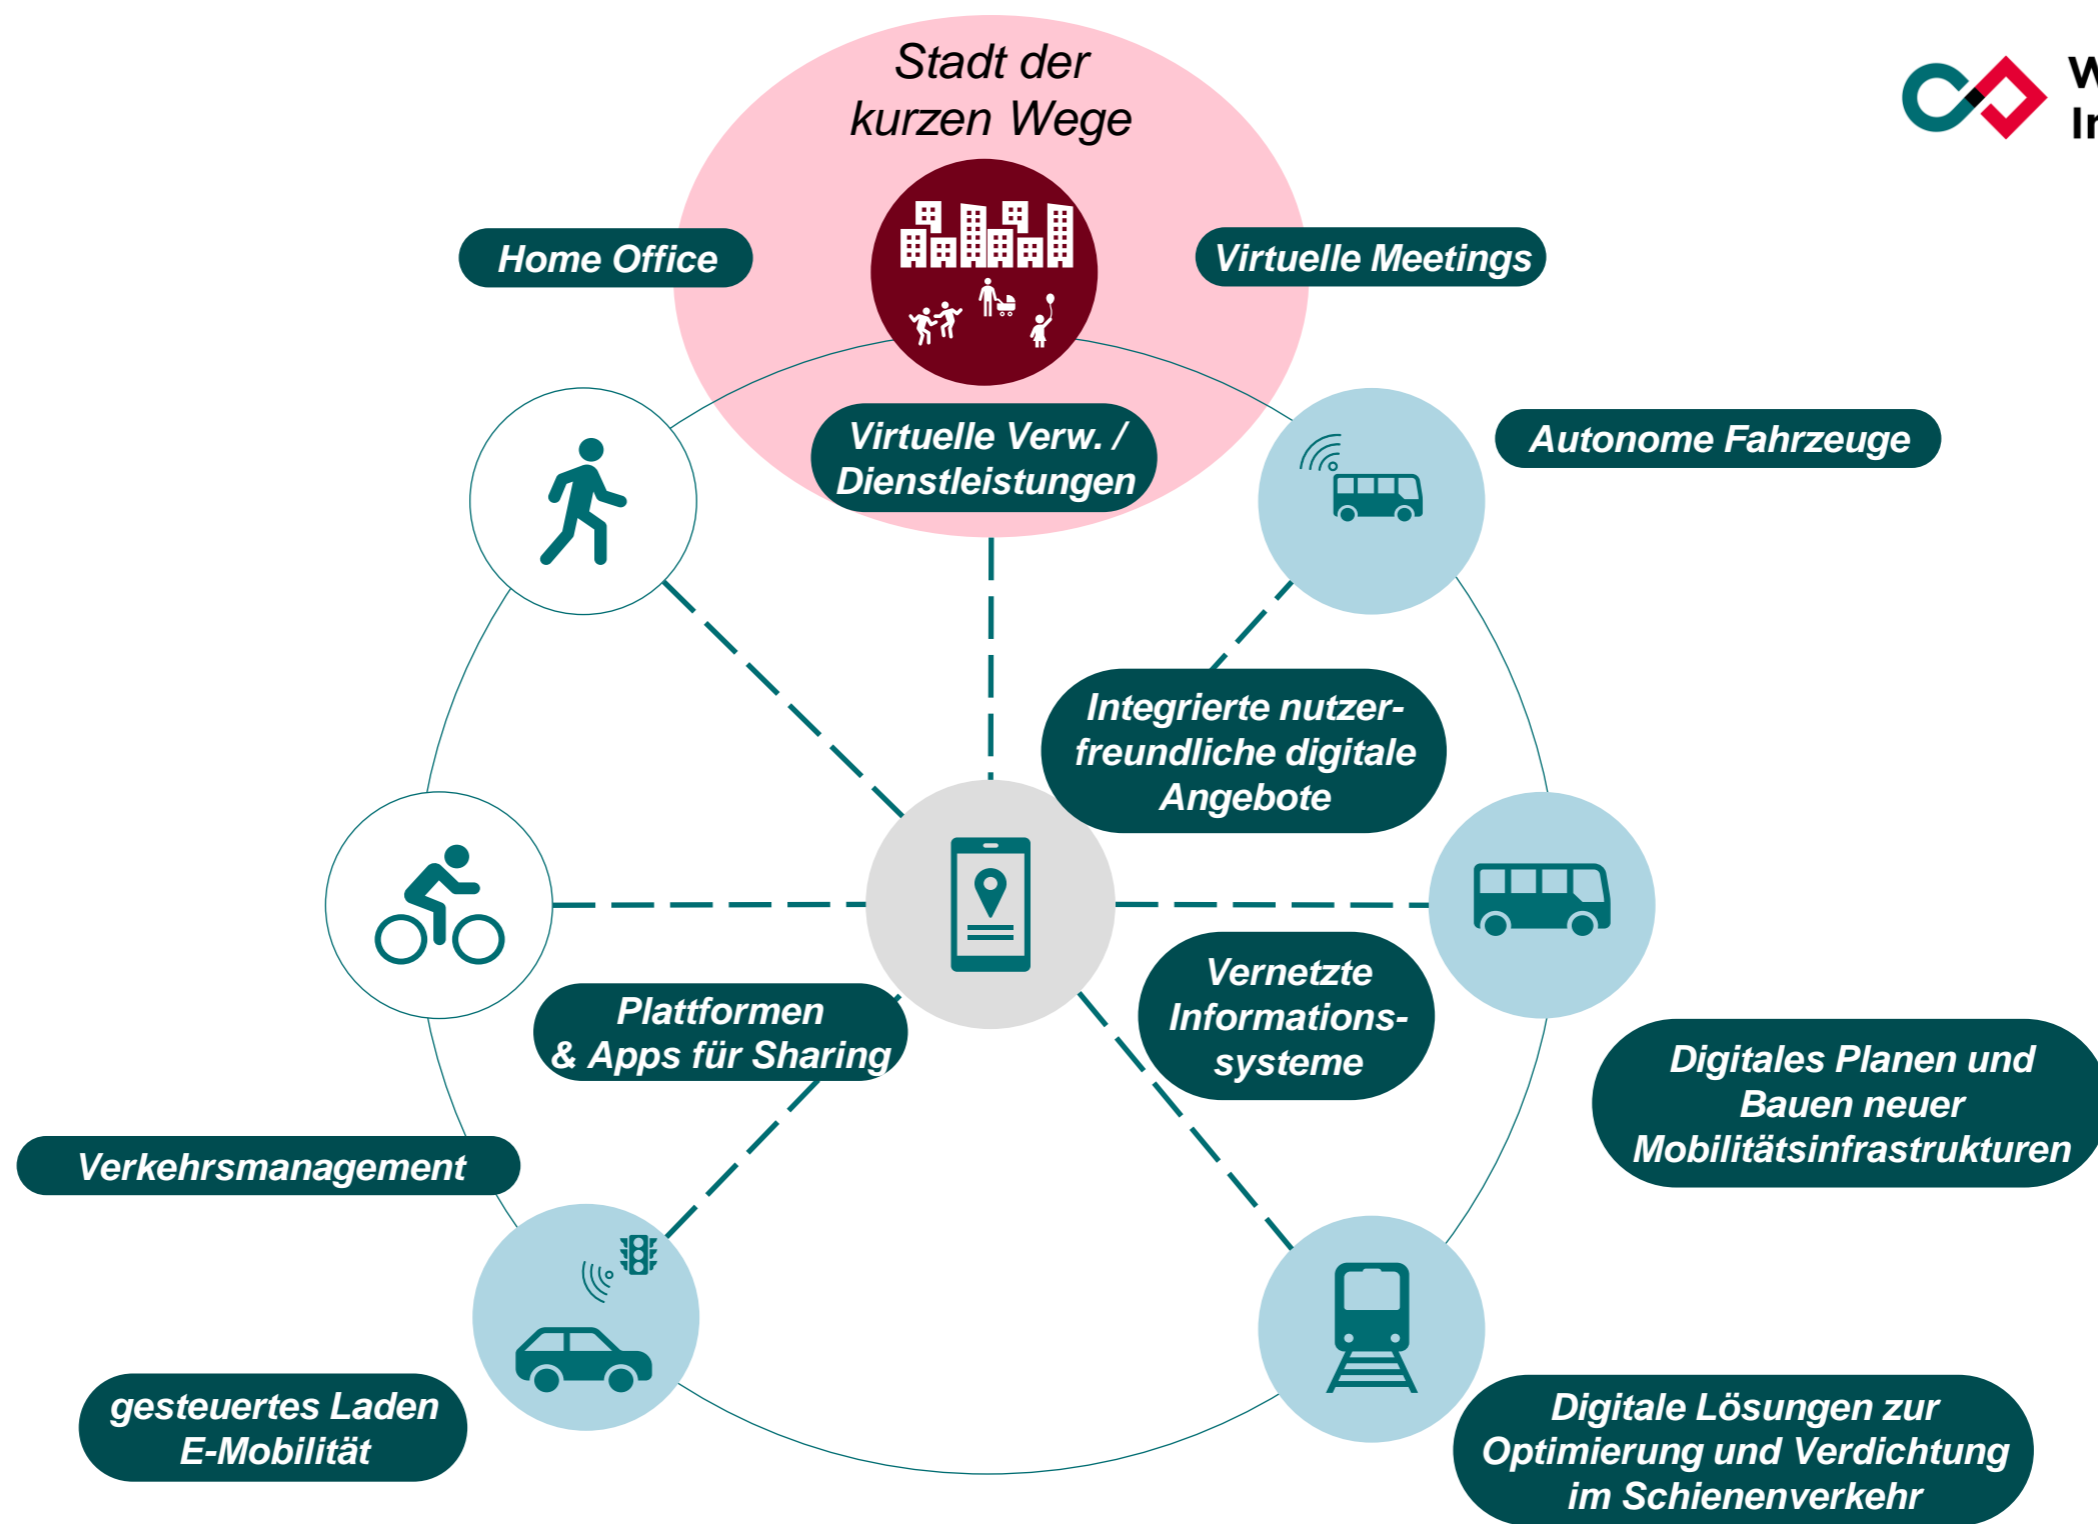 Stadt der
kurzen Wege
Home Office
Virtuelle Meetings
Virtuelle Verw. /
Dienstleistungen
Autonome Fahrzeuge
Integrierte nutzer-
freundliche digitale
Angebote
Vernetzte
Informations-
systeme
Plattformen
& Apps für Sharing
Digitales Planen und
Bauen neuer
Mobilitätsinfrastrukturen
Verkehrsmanagement
gesteuertes Laden
E-Mobilität
Digitale Lösungen zur
Optimierung und Verdichtung
im Schienenverkehr